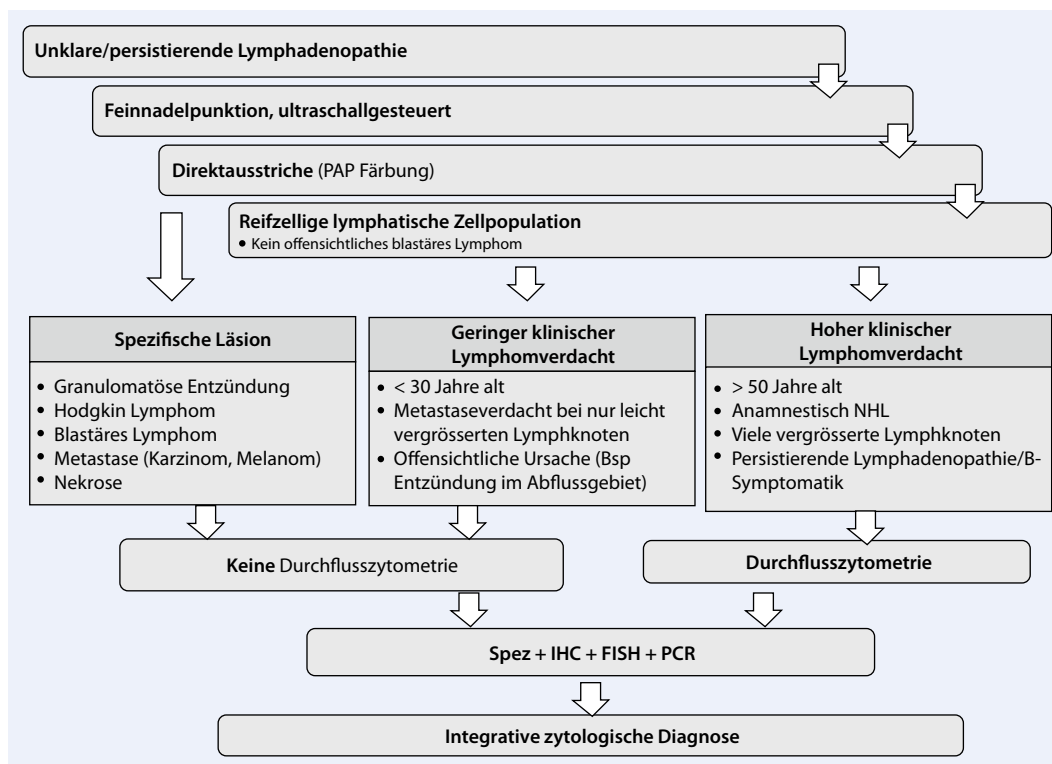 Unklare/persistierende Lymphadenopathie
Feinnadelpunktion, ultraschallgesteuert
Direktausstriche (PAP Färbung)
Reifzellige lymphatische Zellpopulation
• Kein offensichtliches blastäres Lymphom
Spezifische Läsion
• Granulomatöse Entzündung
• Hodgkin Lymphom
• Blastäres Lymphom
• Metastase (Karzinom, Melanom)
• Nekrose
Geringer klinischer
Lymphomverdacht
• < 30 Jahre alt
• Metastaseverdacht bei nur leicht
vergrösserten Lymphknoten
• Offensichtliche Ursache (Bsp
Entzündung im Abflussgebiet)
Hoher klinischer
Lymphomverdacht
• > 50 Jahre alt
• Anamnestisch NHL
• Viele vergrösserte Lymphknoten
• Persistierende Lymphadenopathie/B-
Symptomatik
Keine Durchflusszytometrie
Durchflusszytometrie
Spez + IHC + FISH + PCR
Integrative zytologische Diagnose